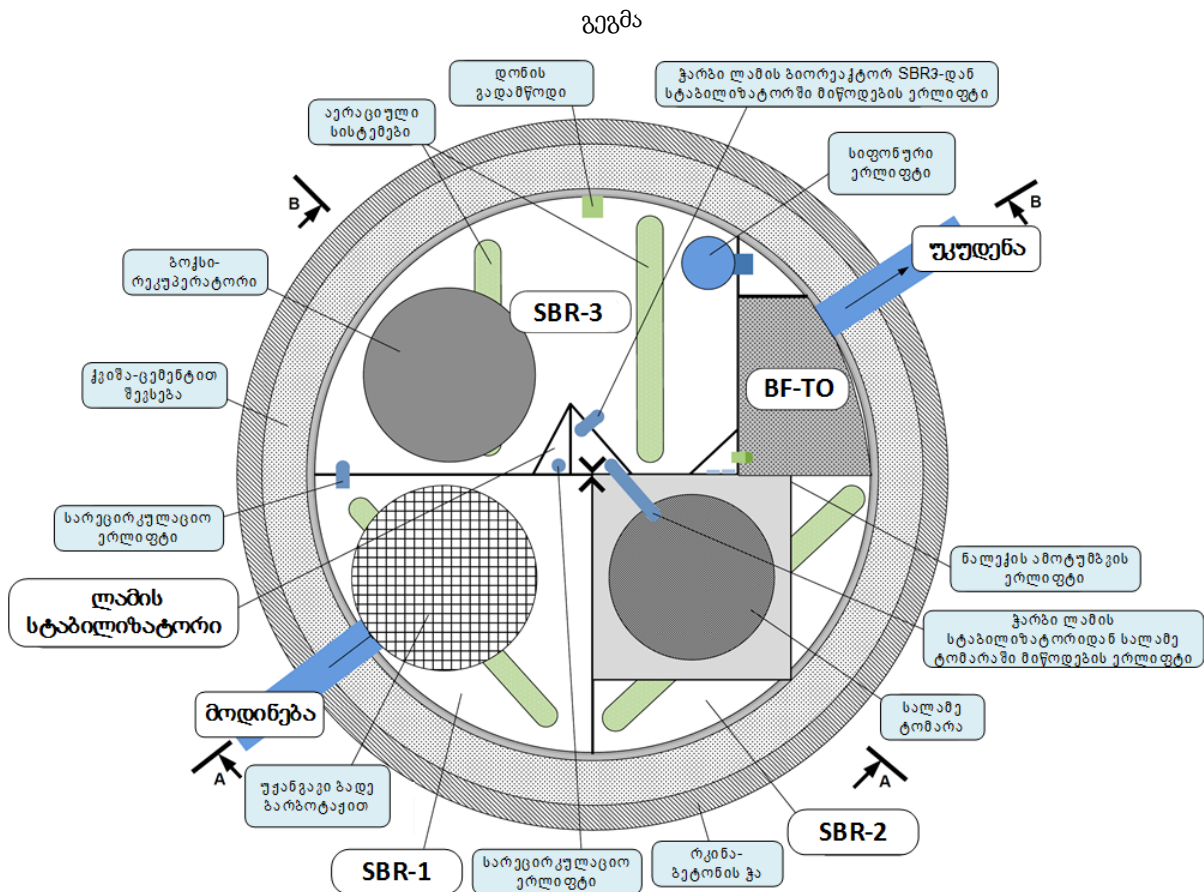 გეგმა
დონის
გადამწოდი
ჭარბი ლამის ბიორეაქტორ SBR3-დან
სტაბილიზატორში მიწოდების ერლიფტი
აერაციული
სისტემები
სიფონური
ერლიფტი
B
B
უკუდენა
ბოქსი-
რეკუპერატორი
SBR-3
ქვიშა-ცემენტით
შევსება
BF-TO
სარეცირკულაციო
ერლიფტი
ნალექის ამოტუმბვის
ერლიფტი
ლამის
სტაბილიზატორი
ჭარბი ლამის
სტაბილიზატორიდან სალამე
ტომარაში მიწოდების ერლიფტი
მოდინება
სალამე
ტომარა
A
A
უჟანგავი ბადე
ბარბოტაჟით
SBR-2
SBR-1
სარეცირკულაციო
ერლიფტი
რკინა-
ბეტონის ჭა